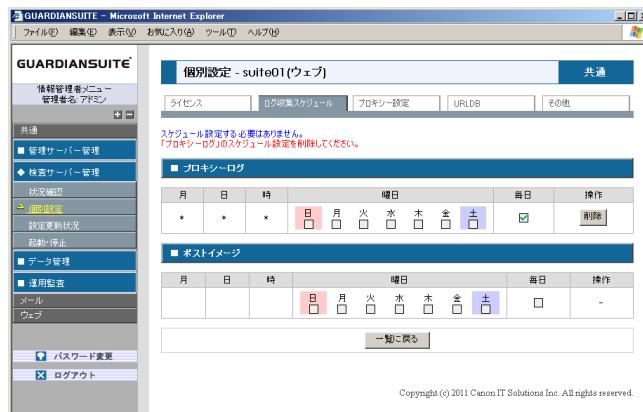 GUARDIANSUITE - Microsoft Internet Explorer
ファイル(F) 編集(E) 表示(V) お気に入り(A) ツール(T) ヘルプ(H)
GUARDIANSUITE
情報管理者メニュー
管理者名: アドミン
共通
■ 管理サーバー管理
◆ 検査サーバー管理
状況確認
個別設定
設定更新状況
起動・停止
■ データ管理
■ 運用監査
メール
ウェブ
パスワード変更
ログアウト
個別設定 - suite01(ウェブ) 共通
ライセンス ログ収集スケジュール プロキシー設定 URLDB その他
スケジュール設定する必要はありません。
「プロキシーログ」のスケジュール設定を削除してください。
■ プロキシーログ
月 日 時 曜日 毎日 操作
* * * 日 月 火 水 木 金 土 削除
■ ポストイメージ
月 日 時 曜日 毎日 操作
日 月 火 水 木 金 土 -
一覧に戻る
Copyright (c) 2011 Canon IT Solutions Inc. All rights reserved.